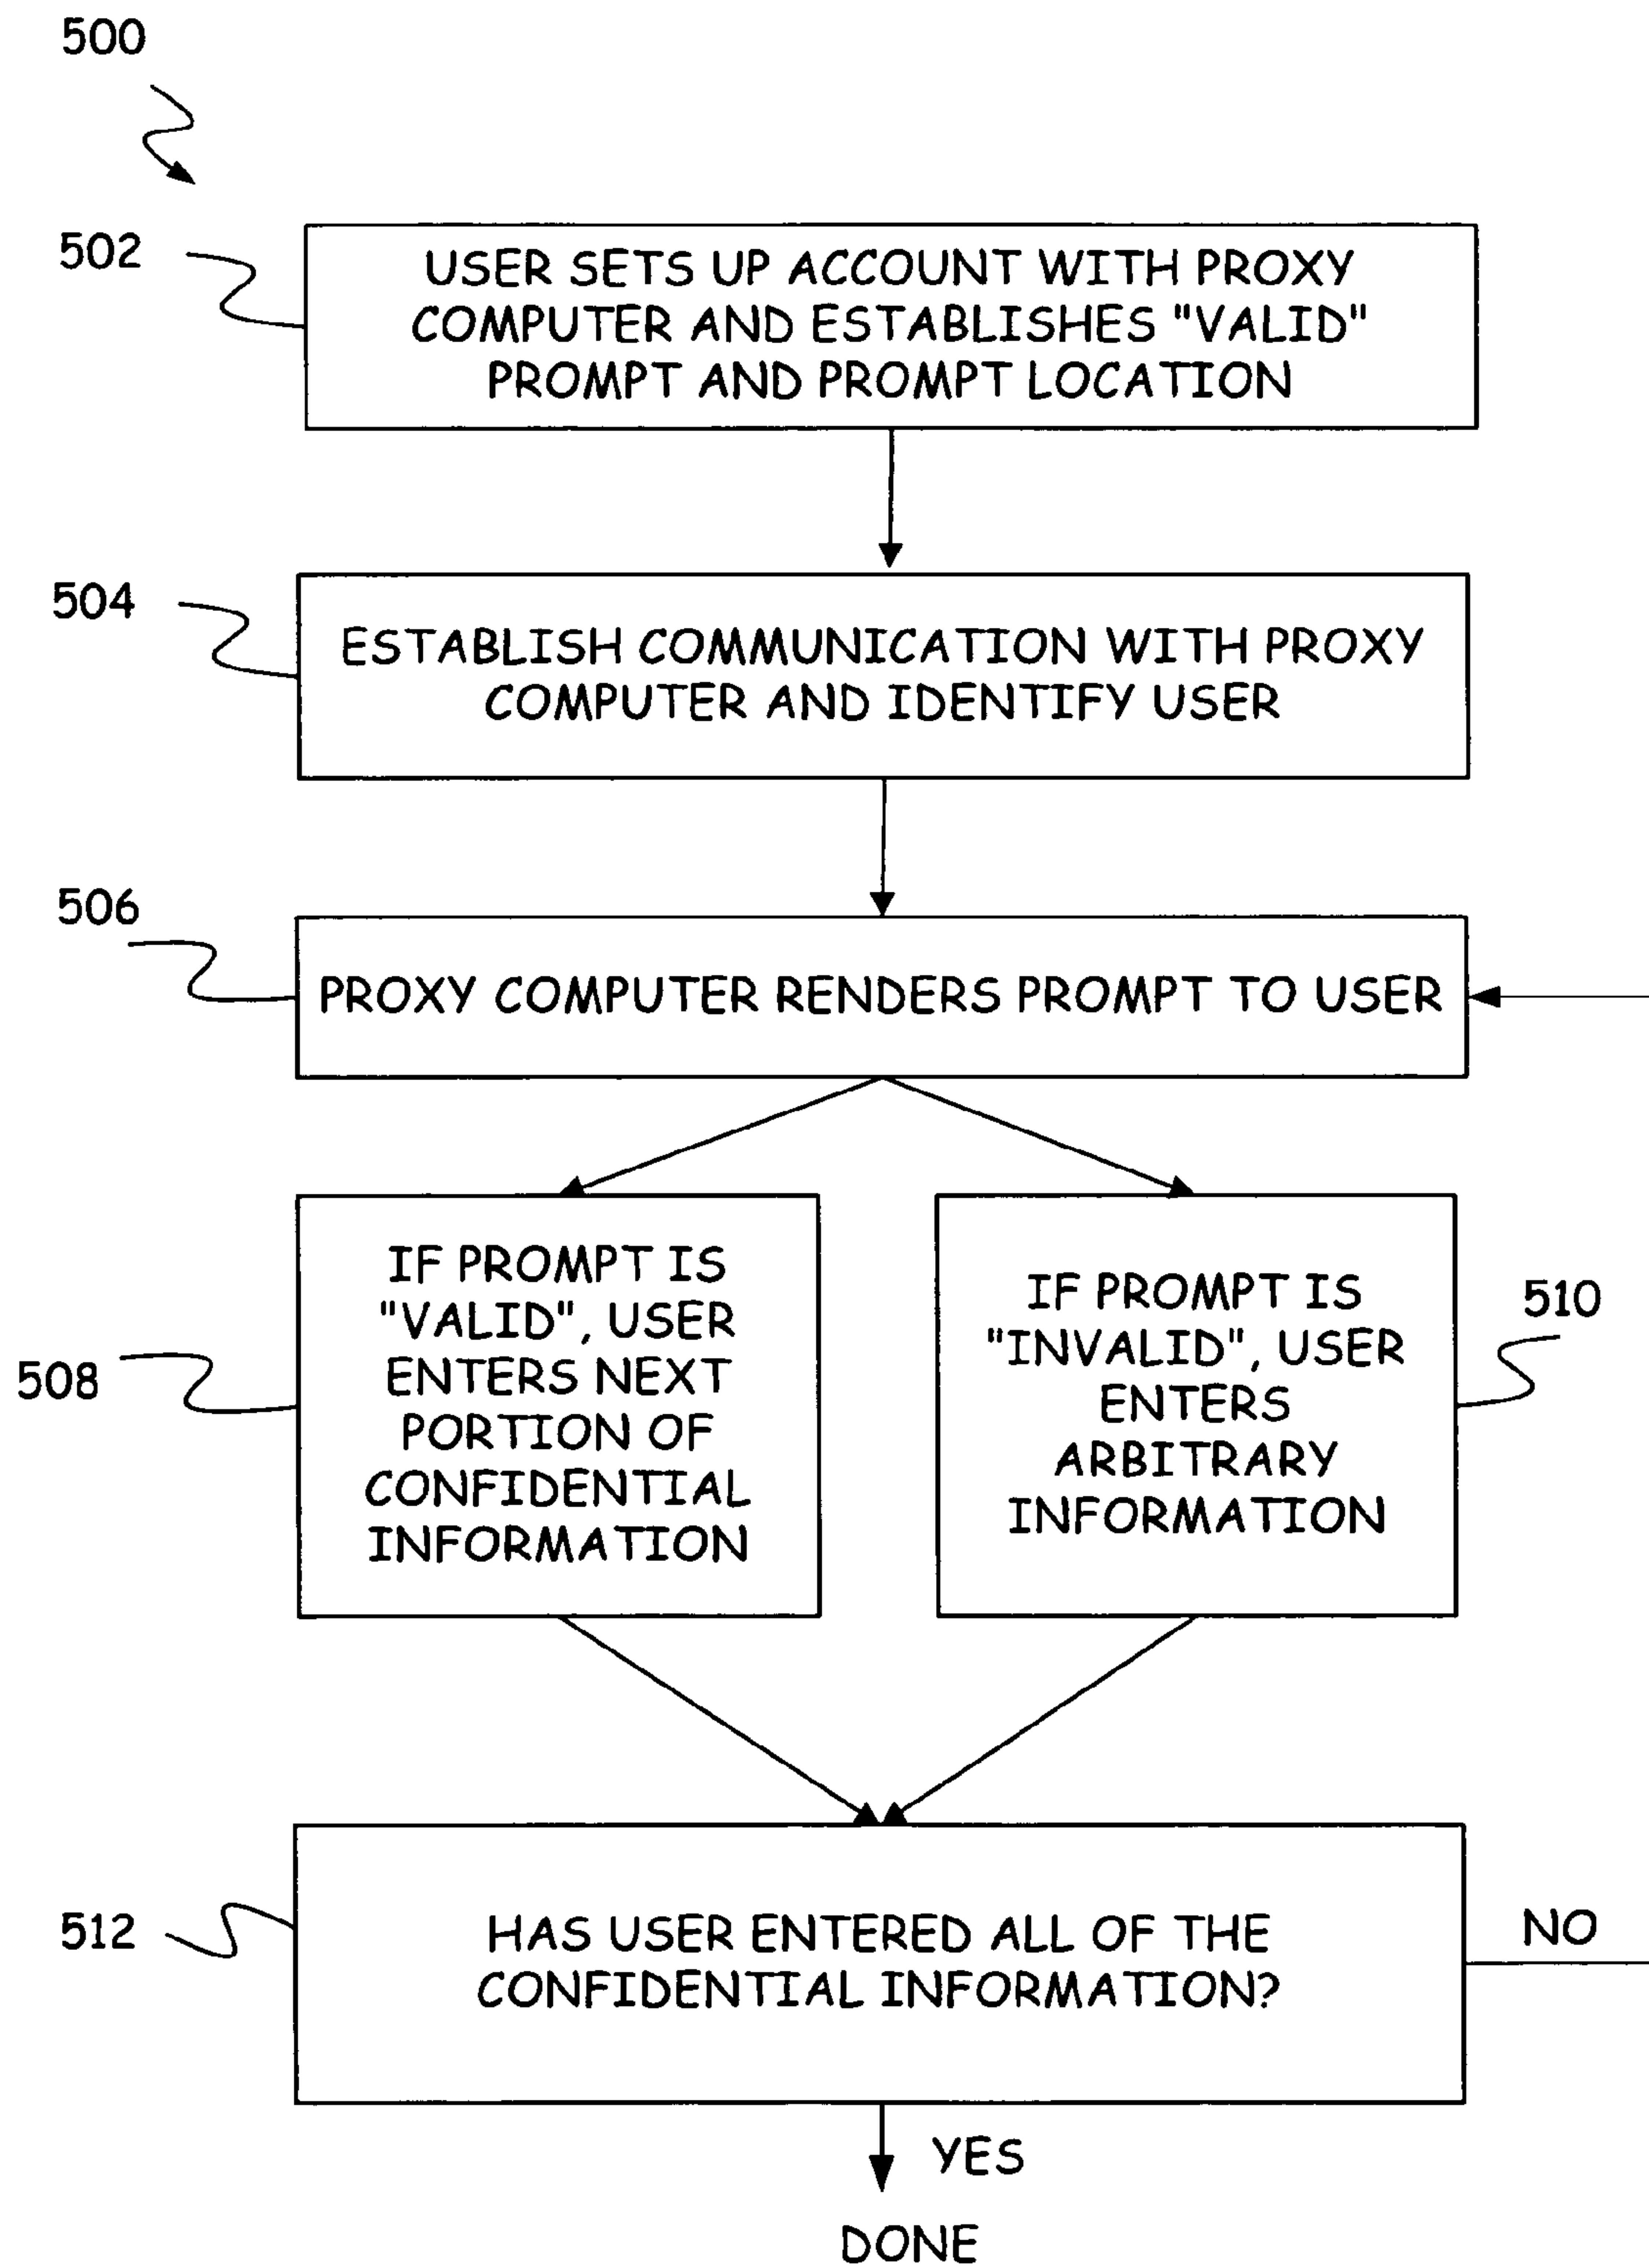 500
502
USER SETS UP ACCOUNT WITH PROXY
COMPUTER AND ESTABLISHES "VALID"
PROMPT AND PROMPT LOCATION
504
ESTABLISH COMMUNICATION WITH PROXY
COMPUTER AND IDENTIFY USER
506
PROXY COMPUTER RENDERS PROMPT TO USER
508
IF PROMPT IS
"VALID", USER
ENTERS NEXT
PORTION OF
CONFIDENTIAL
INFORMATION
IF PROMPT IS
"INVALID", USER
ENTERS
ARBITRARY
INFORMATION
510
512
HAS USER ENTERED ALL OF THE
CONFIDENTIAL INFORMATION?
NO
YES
DONE